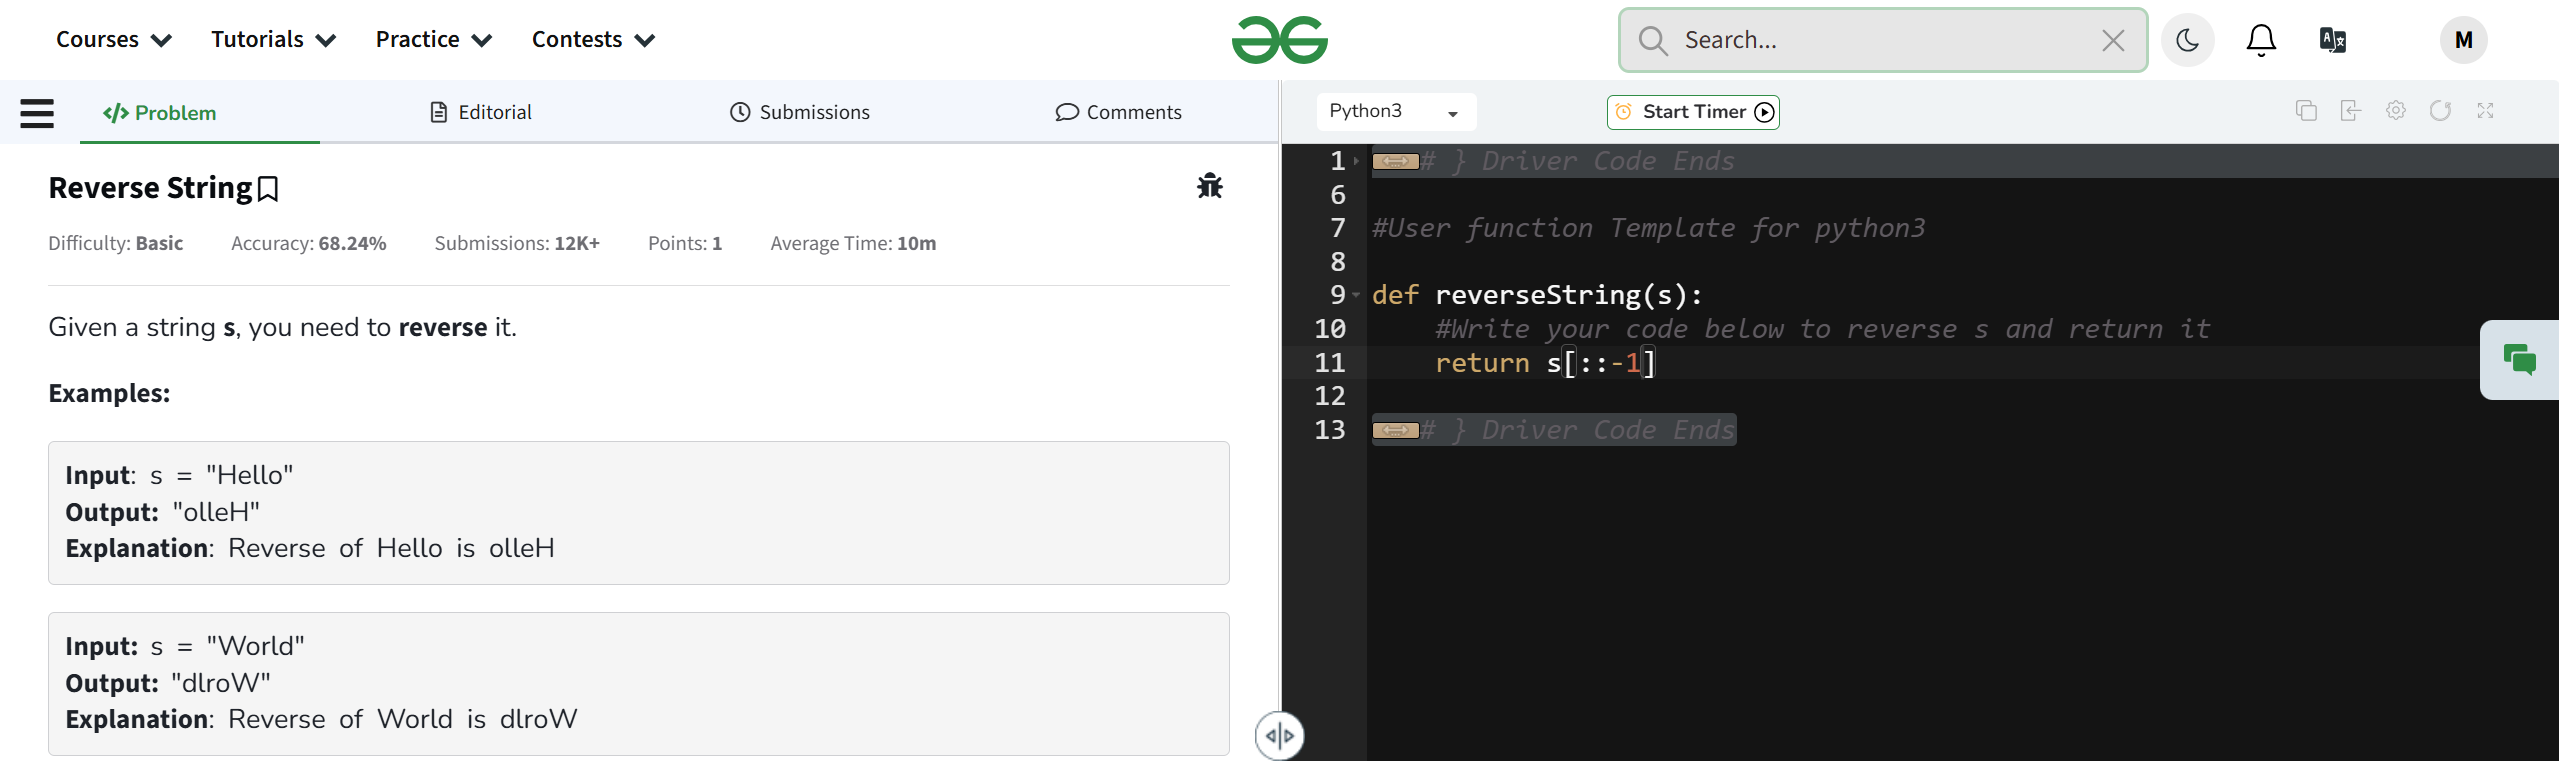 Courses Tutorials Practice Contests Search... M
Problem Editorial Submissions Comments Python3 Start Timer
Reverse String
Difficulty: Basic Accuracy: 68.24% Submissions: 12K+ Points: 1 Average Time: 10m
Given a string s, you need to reverse it.
Examples:
Input: s = "Hello"
Output: "olleH"
Explanation: Reverse of Hello is olleH
Input: s = "World"
Output: "dlroW"
Explanation: Reverse of World is dlroW
1 # } Driver Code Ends
6
7 #User function Template for python3
8
9 def reverseString(s):
10 #Write your code below to reverse s and return it
11 return s[::-1]
12
13 # } Driver Code Ends